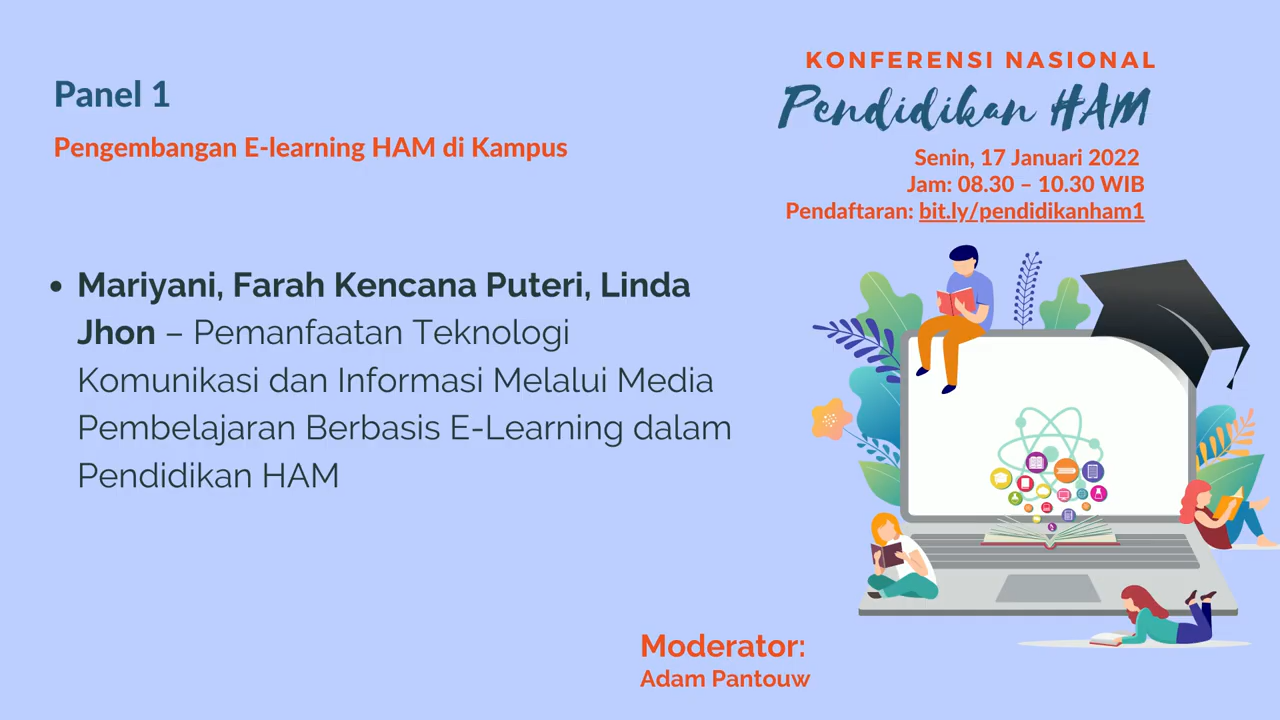 Panel 1
Pengembangan E-learning HAM di Kampus
KONFERENSI NASIONAL
Pendidikan HAM
Senin, 17 Januari 2022
Jam: 08.30 – 10.30 WIB
Pendaftaran: bit.ly/pendidikanham1
• Mariyani, Farah Kencana Puteri, Linda
Jhon – Pemanfaatan Teknologi
Komunikasi dan Informasi Melalui Media
Pembelajaran Berbasis E-Learning dalam
Pendidikan HAM
Moderator:
Adam Pantouw